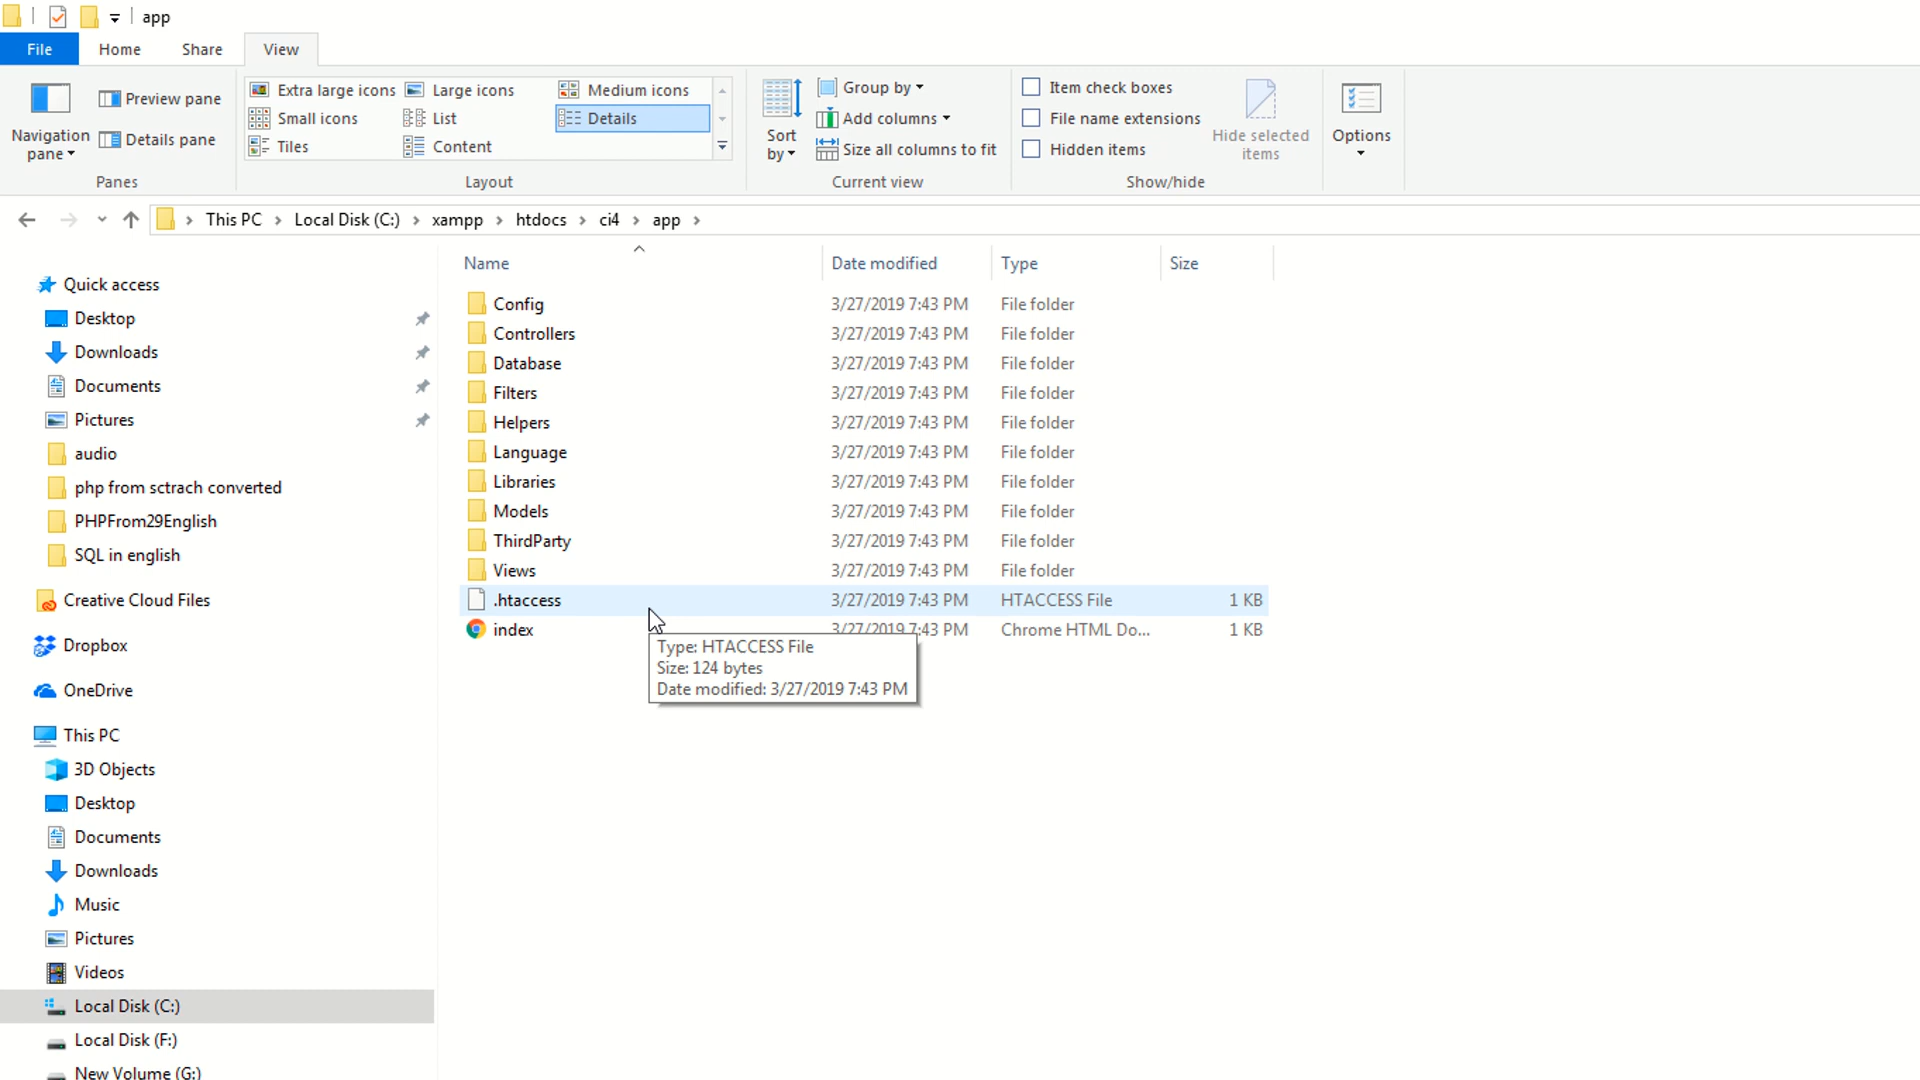 app
File Home Share View
Navigation pane Preview pane Details pane
Panes
Extra large icons Large icons Medium icons
Small icons List Details
Tiles Content
Layout
Sort by Group by
Add columns
Size all columns to fit
Current view
Item check boxes
File name extensions
Hidden items
Hide selected items
Show/hide
Options
This PC > Local Disk (C:) > xampp > htdocs > ci4 > app >
Quick access
Desktop
Downloads
Documents
Pictures
audio
php from sctrach converted
PHPFrom29English
SQL in english
Creative Cloud Files
Dropbox
OneDrive
This PC
3D Objects
Desktop
Documents
Downloads
Music
Pictures
Videos
Local Disk (C:)
Local Disk (F:)
New Volume (G:)
Name Date modified Type Size
Config 3/27/2019 7:43 PM File folder
Controllers 3/27/2019 7:43 PM File folder
Database 3/27/2019 7:43 PM File folder
Filters 3/27/2019 7:43 PM File folder
Helpers 3/27/2019 7:43 PM File folder
Language 3/27/2019 7:43 PM File folder
Libraries 3/27/2019 7:43 PM File folder
Models 3/27/2019 7:43 PM File folder
ThirdParty 3/27/2019 7:43 PM File folder
Views 3/27/2019 7:43 PM File folder
.htaccess 3/27/2019 7:43 PM HTACCESS File 1 KB
index 3/27/2019 7:43 PM Chrome HTML Do... 1 KB
Type: HTACCESS File
Size: 124 bytes
Date modified: 3/27/2019 7:43 PM